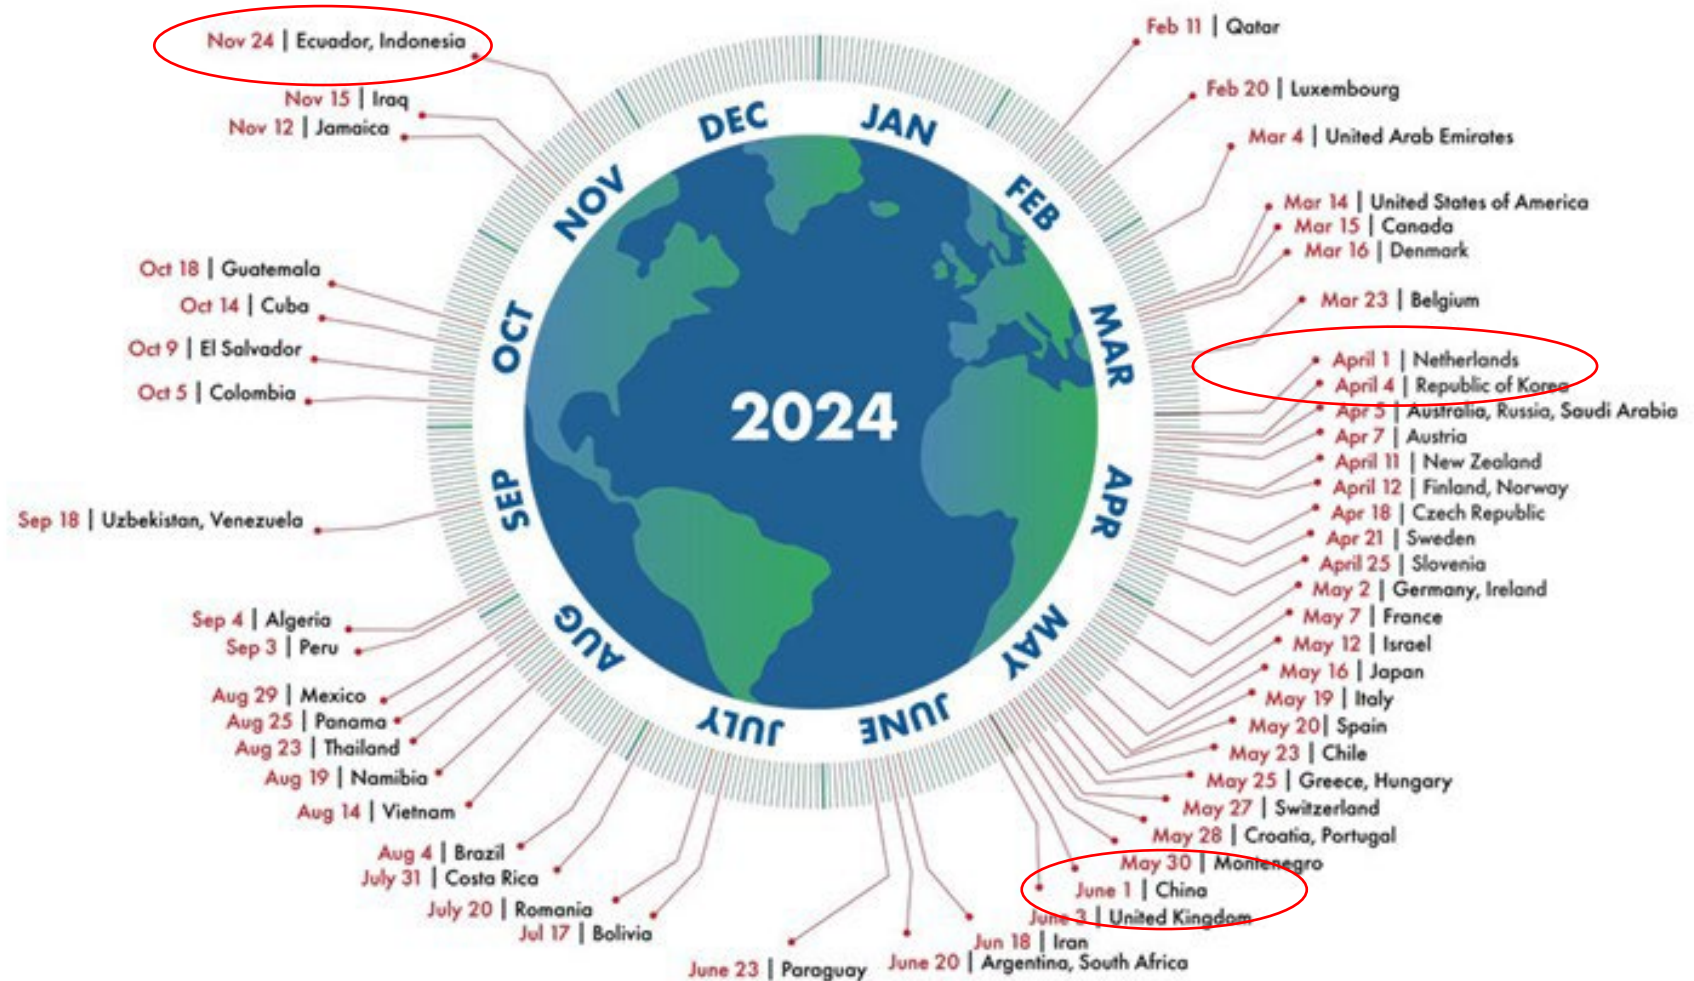 Nov 24 | Ecuador, Indonesia
Nov 15 | Iraq
Nov 12 | Jamaica
Oct 18 | Guatemala
Oct 14 | Cuba
Oct 9 | El Salvador
Oct 5 | Colombia
Sep 18 | Uzbekistan, Venezuela
Sep 4 | Algeria
Sep 3 | Peru
Aug 29 | Mexico
Aug 25 | Panama
Aug 23 | Thailand
Aug 19 | Namibia
Aug 14 | Vietnam
Aug 4 | Brazil
July 31 | Costa Rica
July 20 | Romania
Jul 17 | Bolivia
DEC
JAN
NOV
FEB
OCT
MAR
2024
SEP
APR
AUG
MAY
JULY
JUNE
Feb 11 | Qatar
Feb 20 | Luxembourg
Mar 4 | United Arab Emirates
Mar 14 | United States of America
Mar 15 | Canada
Mar 16 | Denmark
Mar 23 | Belgium
April 1 | Netherlands
April 4 | Republic of Korea
Apr 5 | Australia, Russia, Saudi Arabia
Apr 7 | Austria
April 11 | New Zealand
April 12 | Finland, Norway
Apr 18 | Czech Republic
Apr 21 | Sweden
April 25 | Slovenia
May 2 | Germany, Ireland
May 7 | France
May 12 | Israel
May 16 | Japan
May 19 | Italy
May 20| Spain
May 23 | Chile
May 25 | Greece, Hungary
May 27 | Switzerland
May 28 | Croatia, Portugal
May 30 | Montenegro
June 1 | China
June 3 | United Kingdom
Jun 18 | Iran
June 20 | Argentina, South Africa
June 23 | Paraguay